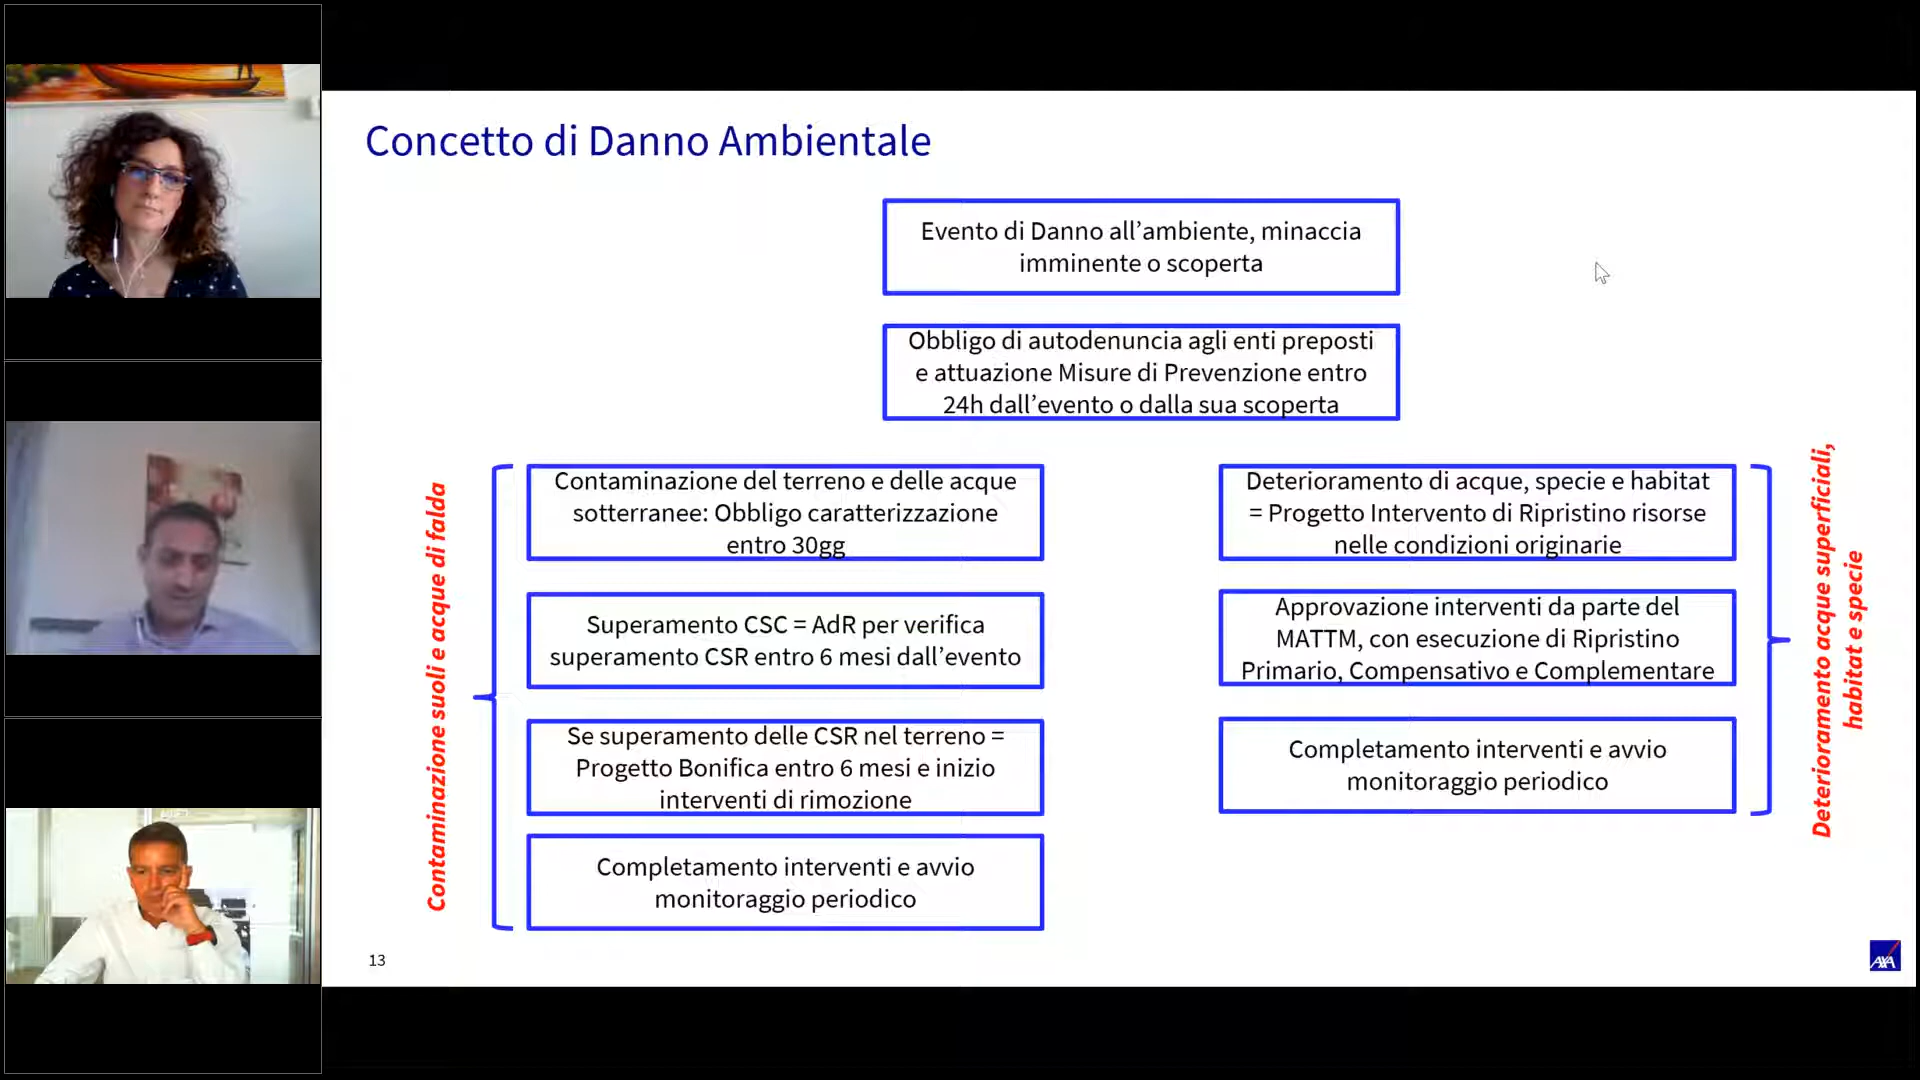 Concetto di Danno Ambientale
Evento di Danno all’ambiente, minaccia
imminente o scoperta
Obbligo di autodenuncia agli enti preposti
e attuazione Misure di Prevenzione entro
24h dall’evento o dalla sua scoperta
Contaminazione suoli e acque di falda
Contaminazione del terreno e delle acque
sotterranee: Obbligo caratterizzazione
entro 30gg
Superamento CSC = AdR per verifica
superamento CSR entro 6 mesi dall’evento
Se superamento delle CSR nel terreno =
Progetto Bonifica entro 6 mesi e inizio
interventi di rimozione
Completamento interventi e avvio
monitoraggio periodico
Deterioramento di acque, specie e habitat
= Progetto Intervento di Ripristino risorse
nelle condizioni originarie
Approvazione interventi da parte del
MATTM, con esecuzione di Ripristino
Primario, Compensativo e Complementare
Completamento interventi e avvio
monitoraggio periodico
Deterioramento acque superficiali,
habitat e specie
13
AXA